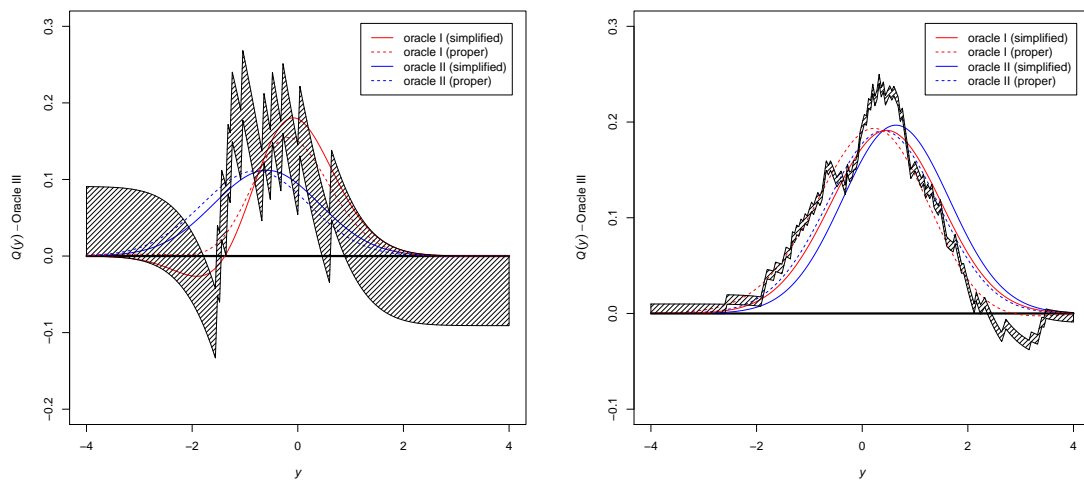 0.3
0.2
0.1
0.0
−0.1
−0.2
Q(y) −Oracle III
−4
−2
0
2
4
y
oracle I (simplified)
oracle I (proper)
oracle II (simplified)
oracle II (proper)
0.3
0.2
0.1
0.0
−0.1
Q(y) −Oracle III
−4
−2
0
2
4
y
oracle I (simplified)
oracle I (proper)
oracle II (simplified)
oracle II (proper)